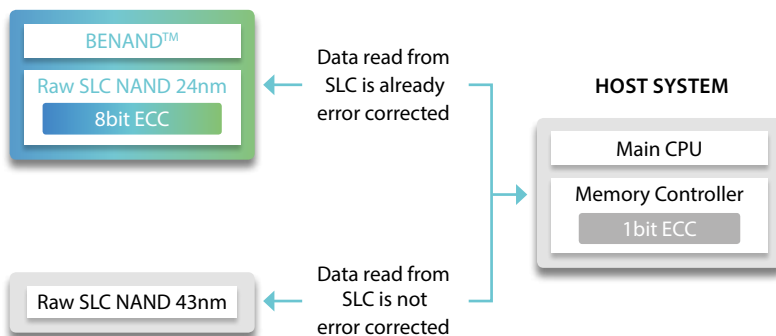 BENAND™
Raw SLC NAND 24nm
8bit ECC
Data read from
SLC is already
error corrected
HOST SYSTEM
Main CPU
Memory Controller
1bit ECC
Raw SLC NAND 43nm
Data read from
SLC is not
error corrected